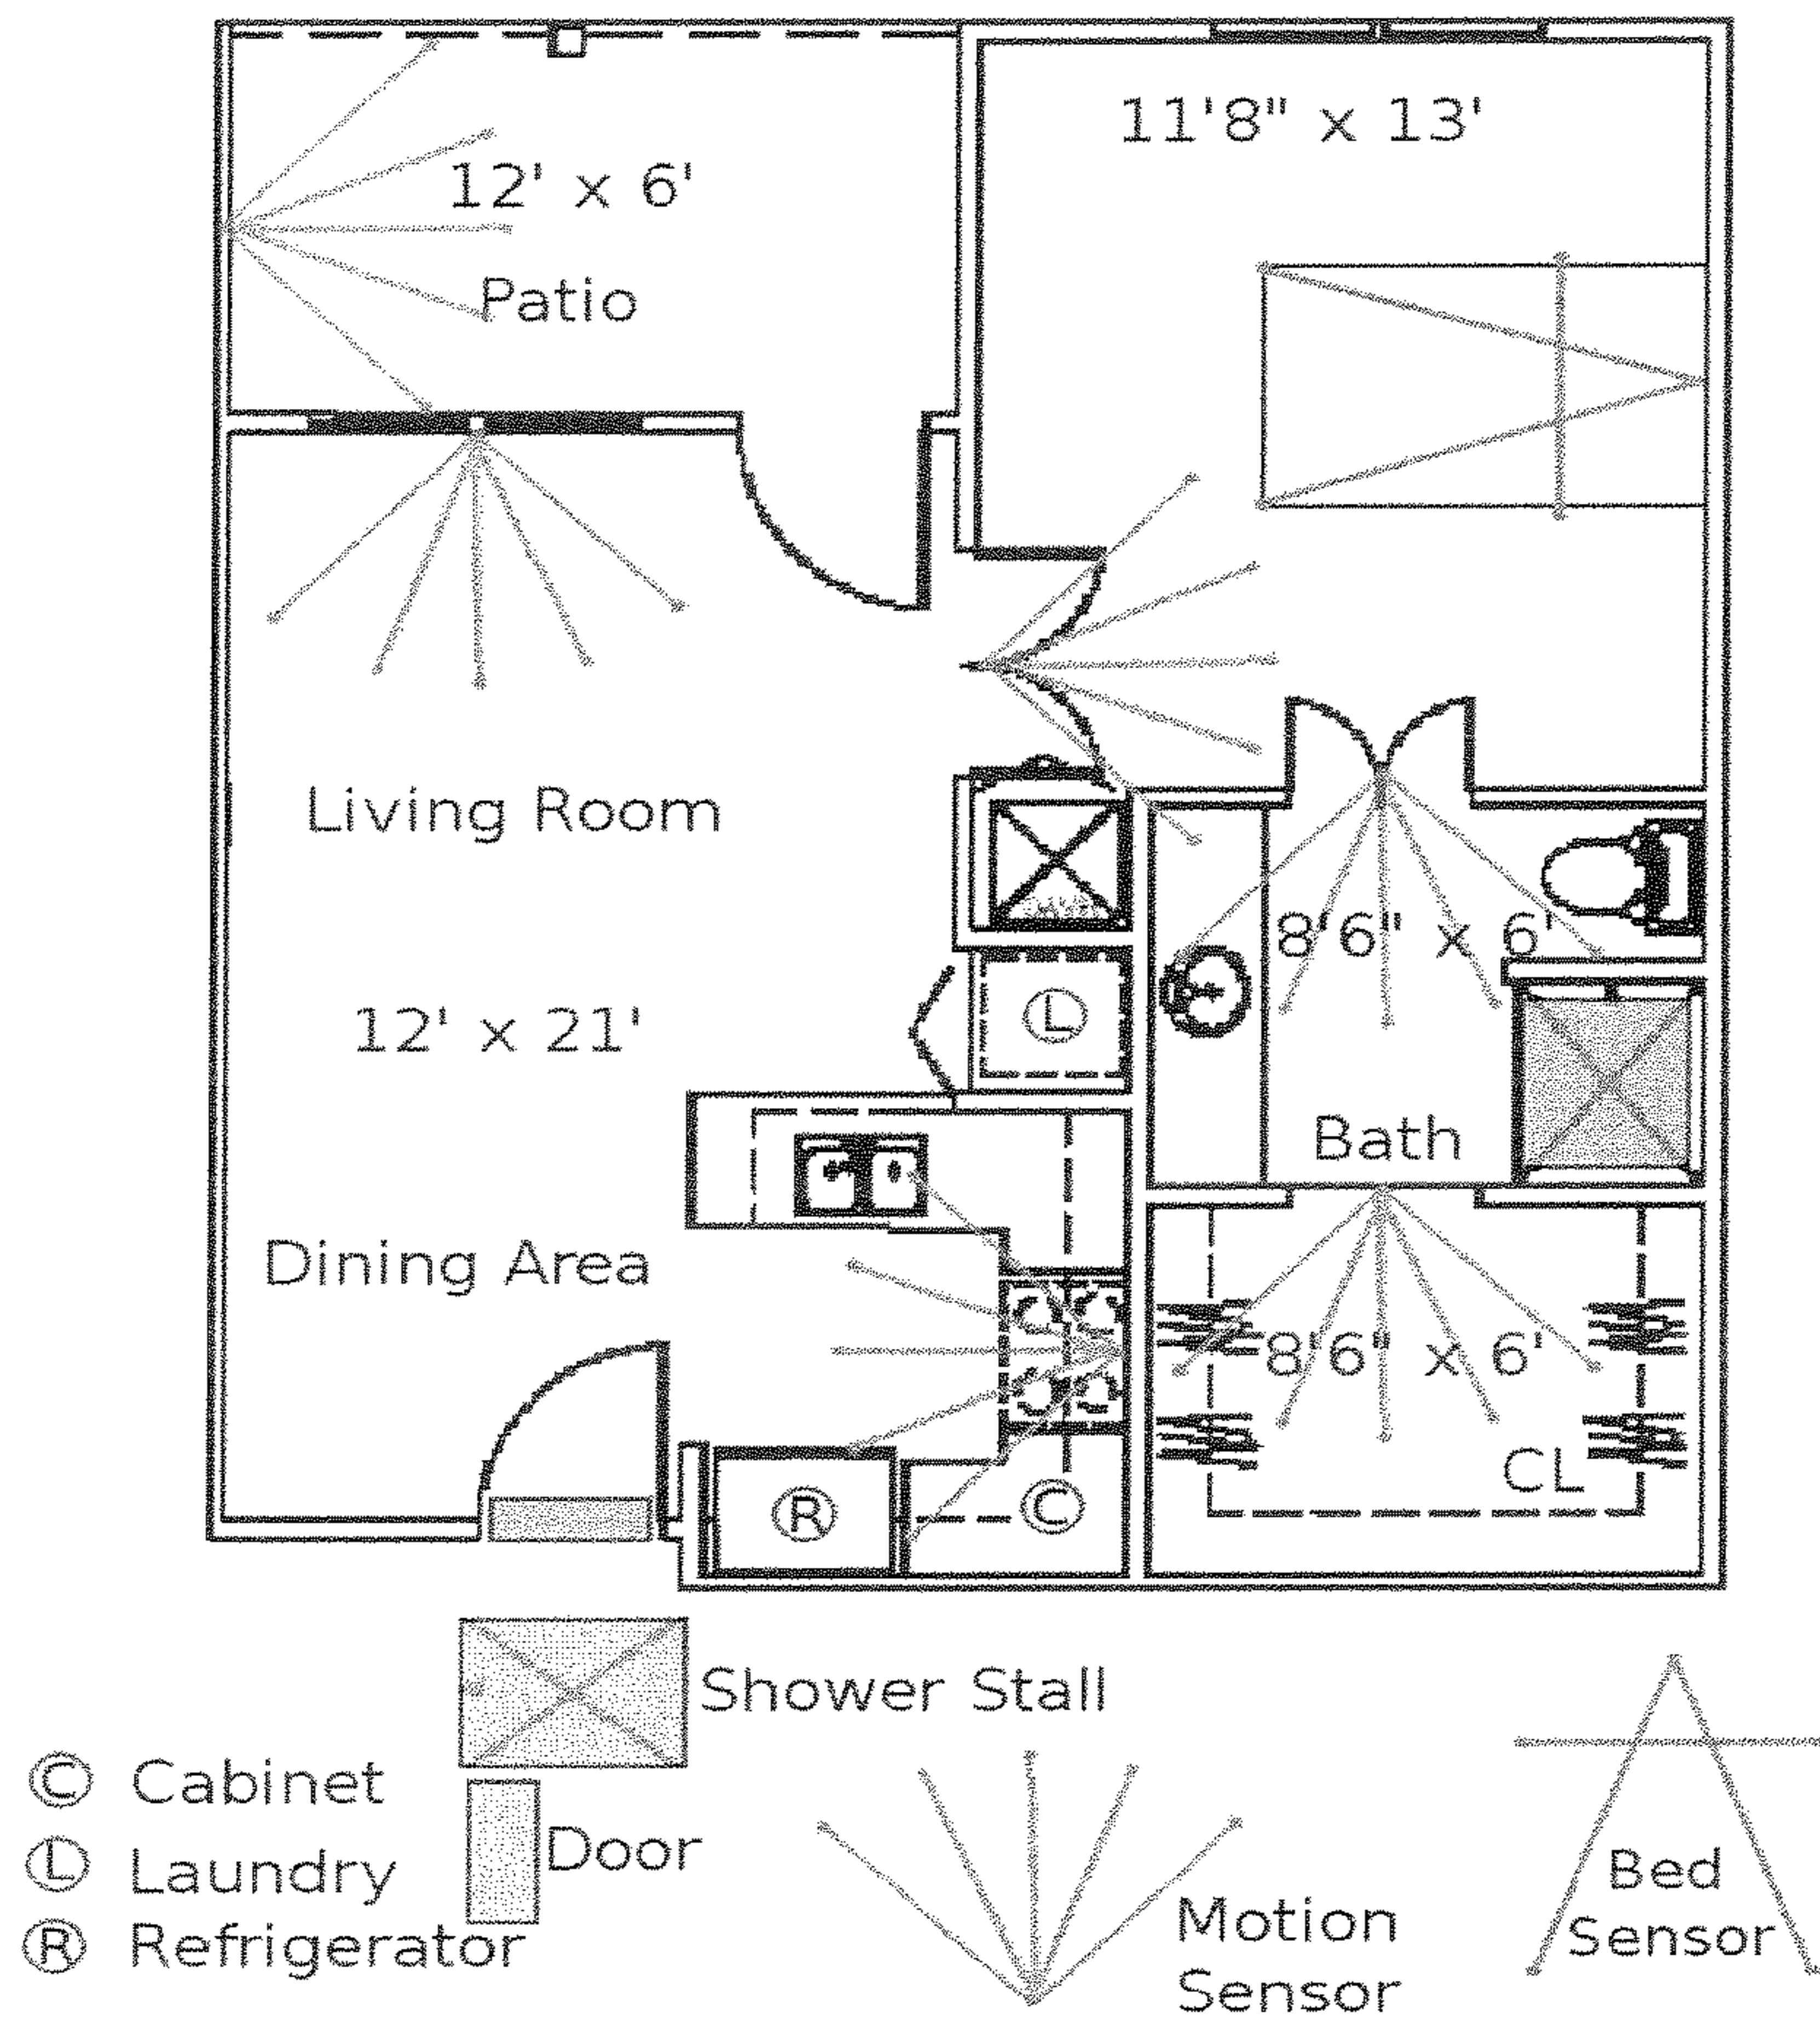 11'8" x 13'
12' x 6'
Patio
Living Room
8'6" x 6'
L
12' x 21'
Bath
Dining Area
8'6" x 6'
CL
R
C
Shower Stall
C Cabinet
Door
L Laundry
Bed
Sensor
R Refrigerator
Motion
Sensor